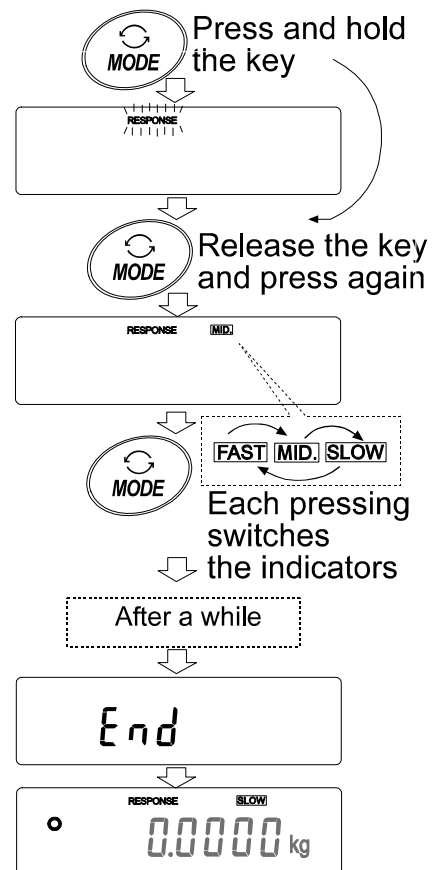 Press and hold
the key
MODE
RESPONSE
Release the key
and press again
MODE
RESPONSE MID.
FAST MID. SLOW
MODE
Each pressing
switches
the indicators
After a while
End
RESPONSE SLOW
0.0000 kg